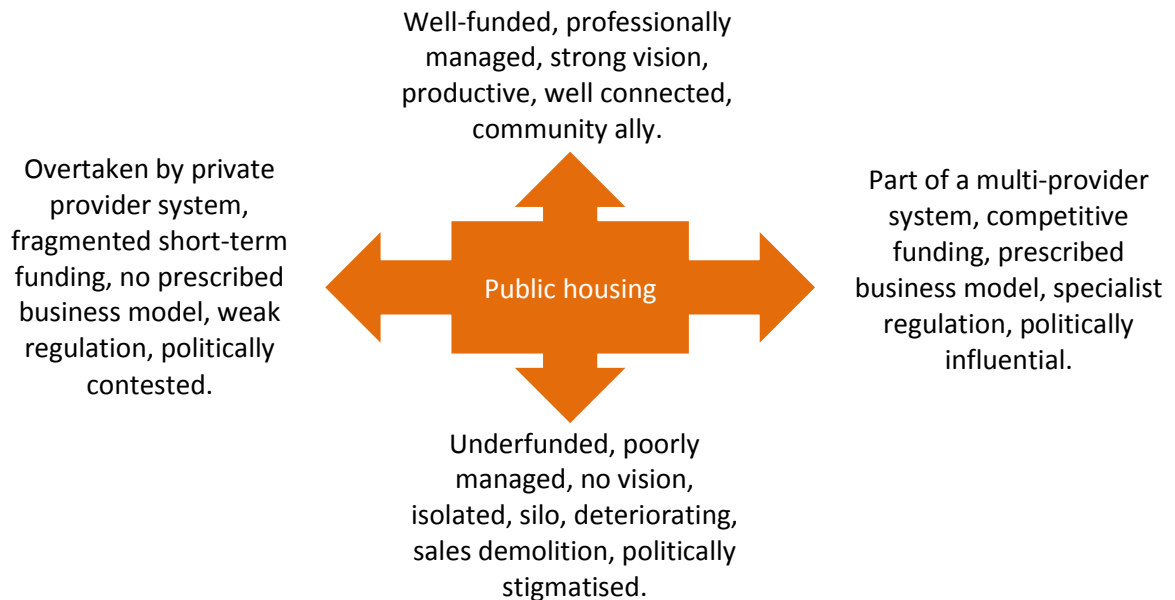 Well-funded, professionally
managed, strong vision,
productive, well connected,
community ally.
Overtaken by private
provider system,
fragmented short-term
funding, no prescribed
business model, weak
regulation, politically
contested.
Public housing
Part of a multi-provider
system, competitive
funding, prescribed
business model, specialist
regulation, politically
influential.
Underfunded, poorly
managed, no vision,
isolated, silo, deteriorating,
sales demolition, politically
stigmatised.